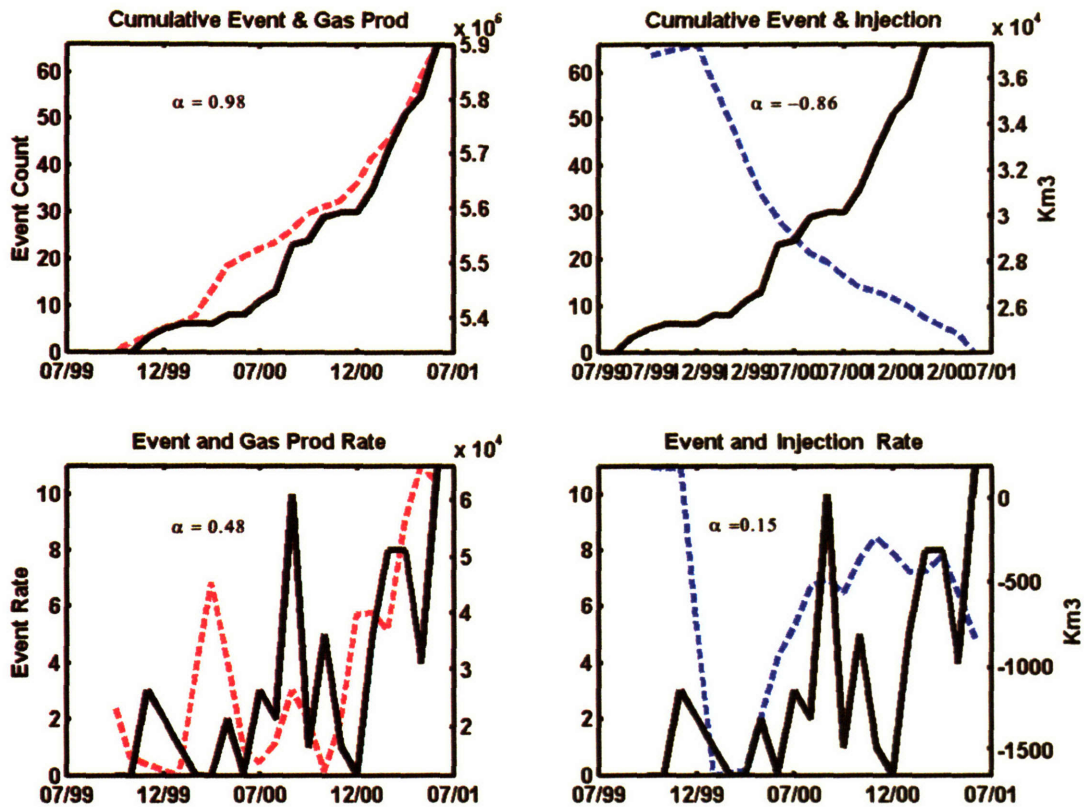 Cumulative Event & Gas Prod
x 10^6
Event Count
60
50
40
30
20
10
0
α = 0.98
5.9
5.8
5.7
5.6
5.5
5.4
07/99 12/99 07/00 12/00 07/01
Cumulative Event & Injection
x 10^4
60
50
40
30
20
10
0
α = −0.86
3.6
3.4
3.2
3
2.8
2.6
Km3
07/99 07/99 12/99 12/99 07/00 07/00 12/00 12/00 07/01
Event and Gas Prod Rate
x 10^4
Event Rate
10
8
6
4
2
0
α = 0.48
6
5
4
3
2
07/99 12/99 07/00 12/00 07/01
Event and Injection Rate
10
8
6
4
2
0
α =0.15
0
-500
-1000
-1500
Km3
07/99 12/99 07/00 12/00 07/01